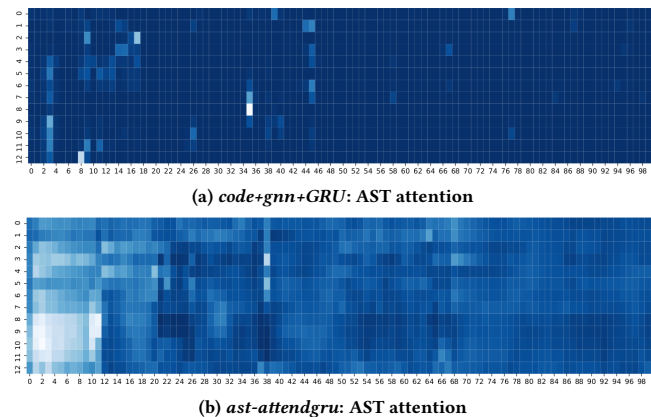 0 1 2 3 4 5 6 7 8 9 10 11 12
0 2 4 6 8 10 12 14 16 18 20 22 24 26 28 30 32 34 36 38 40 42 44 46 48 50 52 54 56 58 60 62 64 66 68 70 72 74 76 78 80 82 84 86 88 90 92 94 96 98
(a) code+gnn+GRU: AST attention
0 1 2 3 4 5 6 7 8 9 10 11 12
0 2 4 6 8 10 12 14 16 18 20 22 24 26 28 30 32 34 36 38 40 42 44 46 48 50 52 54 56 58 60 62 64 66 68 70 72 74 76 78 80 82 84 86 88 90 92 94 96 98
(b) ast-attendgru: AST attention